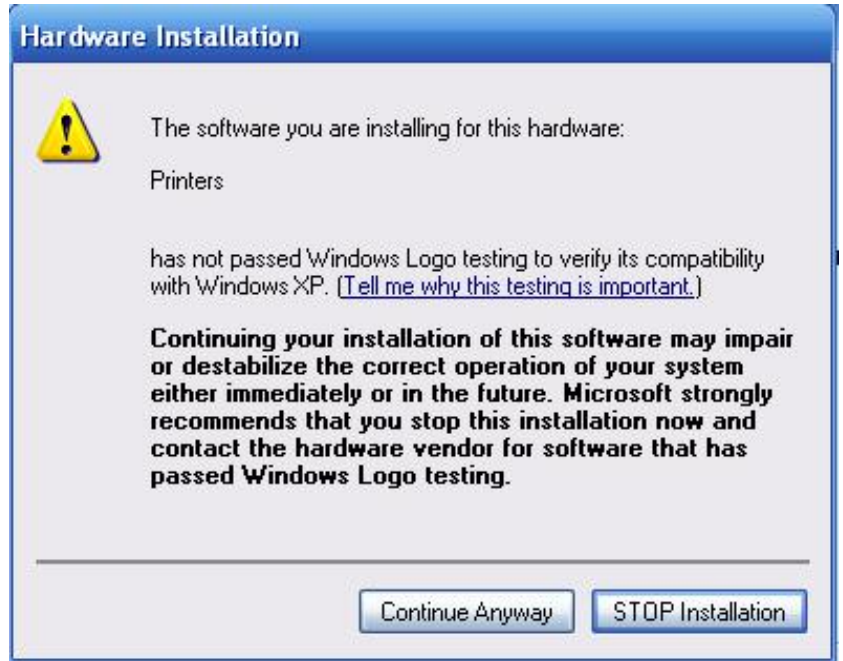 Hardware Installation
The software you are installing for this hardware:
Printers
has not passed Windows Logo testing to verify its compatibility
with Windows XP. (Tell me why this testing is important.)
Continuing your installation of this software may impair
or destabilize the correct operation of your system
either immediately or in the future. Microsoft strongly
recommends that you stop this installation now and
contact the hardware vendor for software that has
passed Windows Logo testing.
Continue Anyway
STOP Installation